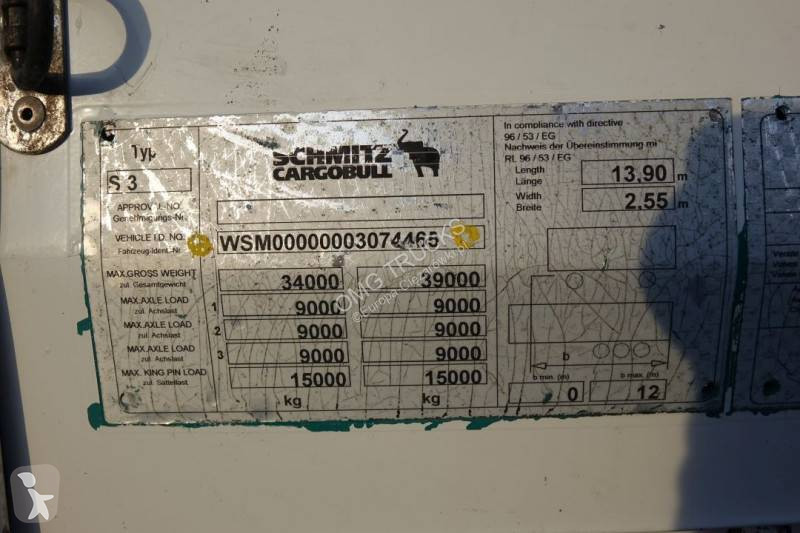 Typ
S 3
APPROVAL-NO.
Genehmigungs-Nr.
VEHICLE I.D. NO.
Fahrzeug-Ident.-Nr.
WSM00000003074465
SCHMITZ
CARGOBULL
MAX.GROSS WEIGHT
zul. Gesamtgewicht
34000 39000
MAX.AXLE LOAD
zul. Achslast
1 9000 9000
MAX.AXLE LOAD
zul. Achslast
2 9000 9000
MAX.AXLE LOAD
zul. Achslast
3 9000 9000
MAX. KING PIN LOAD
zul. Sattellast
15000 15000
kg kg
In compliance with directive
96 / 53 / EG
Nachweis der Übereinstimmung mi
RL 96 / 53 / EG
Length
Länge
13,90 m
Width
Breite
2,55 m
b
b min. (m) b max. (m)
0 12
OMG TRUCKS